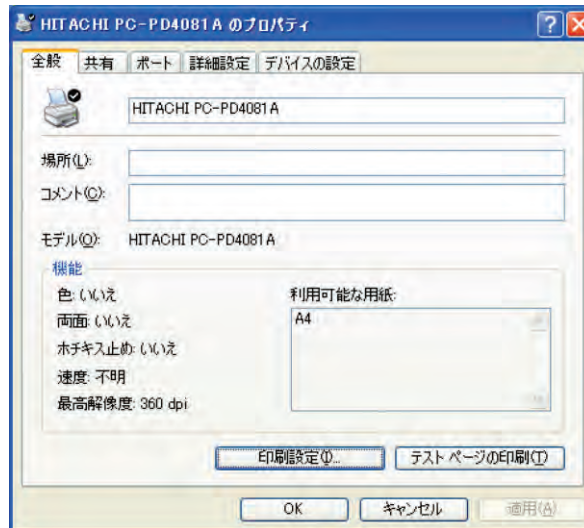 HITACHI PC-PD4081A のプロパティ
全般 共有 ポート 詳細設定 デバイスの設定
HITACHI PC-PD4081A
場所(L):
コメント(C):
モデル(O): HITACHI PC-PD4081A
機能
色: いいえ 利用可能な用紙:
両面: いいえ A4
ホチキス止め: いいえ
速度: 不明
最高解像度: 360 dpi
印刷設定(I)... テスト ページの印刷(T)
OK キャンセル 適用(A)